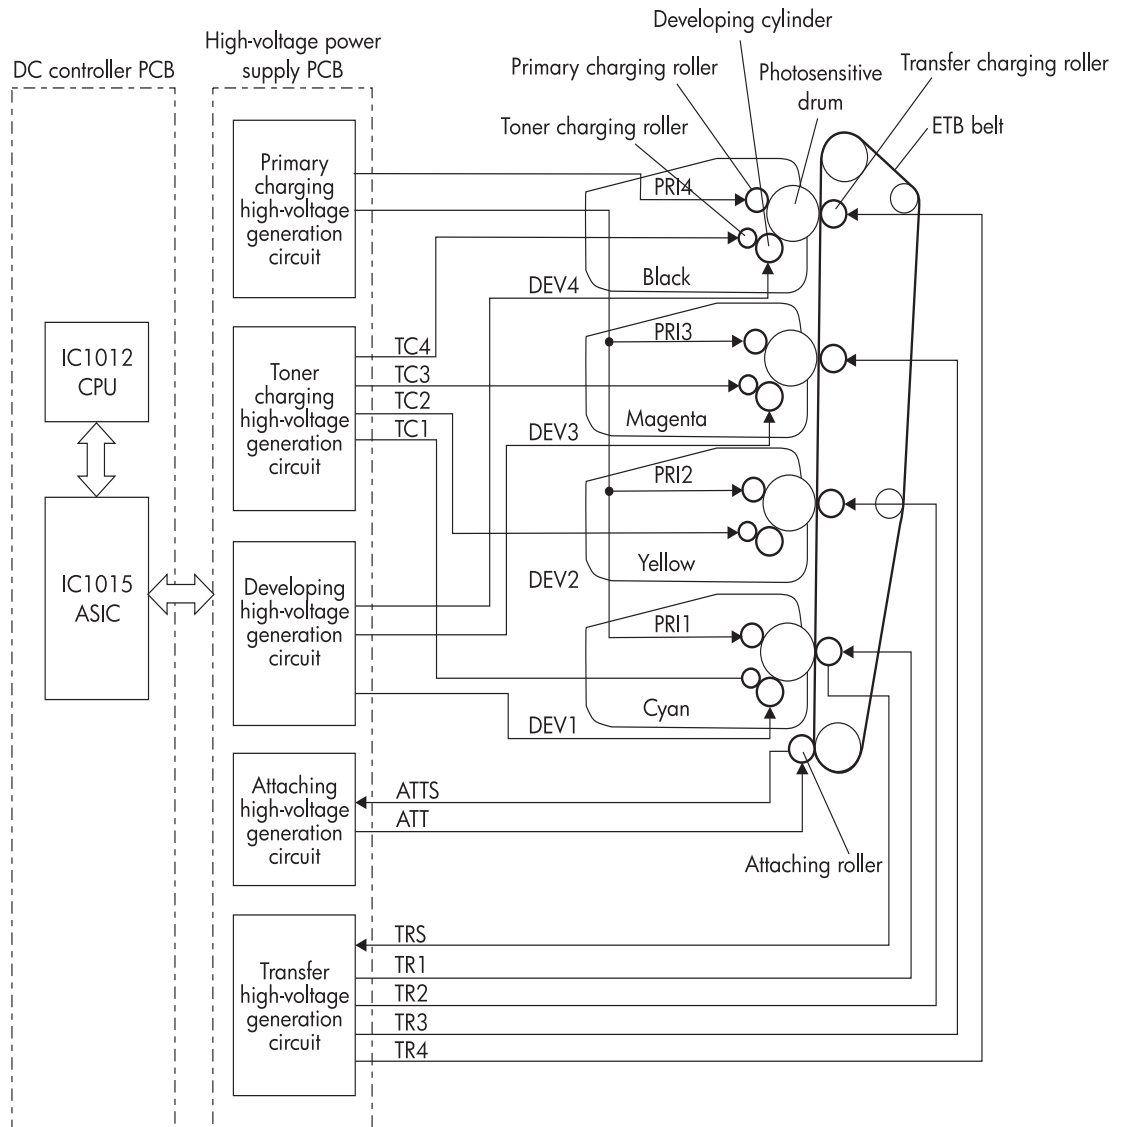 Developing cylinder
High-voltage power
supply PCB
DC controller PCB
Primary charging roller
Photosensitive
drum
Transfer charging roller
Toner charging roller
ETB belt
Primary
charging
high-voltage
generation
circuit
PRI4
Black
DEV4
IC1012
CPU
Toner
charging
high-voltage
generation
circuit
TC4
TC3
TC2
TC1
PRI3
Magenta
DEV3
PRI2
Yellow
DEV2
IC1015
ASIC
Developing
high-voltage
generation
circuit
PRI1
Cyan
DEV1
Attaching
high-voltage
generation
circuit
ATTS
ATT
Attaching roller
Transfer
high-voltage
generation
circuit
TRS
TR1
TR2
TR3
TR4